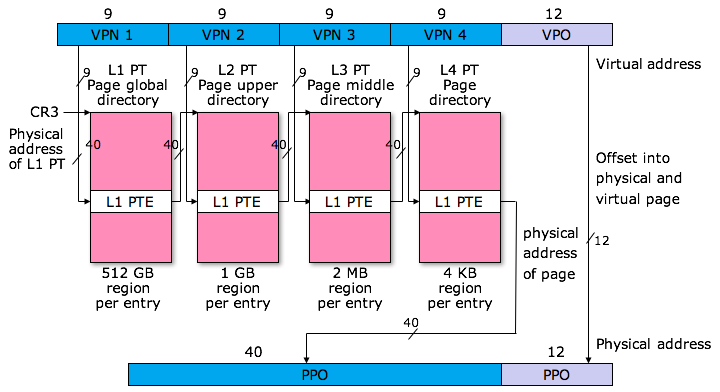 9 9 9 9 12
VPN 1 VPN 2 VPN 3 VPN 4 VPO
9 9 9 9
L1 PT
Page global
directory
L2 PT
Page upper
directory
L3 PT
Page middle
directory
L4 PT
Page
directory
Virtual address
CR3
Physical
address
of L1 PT
40 40 40 40
Offset into
physical and
virtual page
L1 PTE L1 PTE L1 PTE L1 PTE
physical
address
of page
12
512 GB
region
per entry
1 GB
region
per entry
2 MB
region
per entry
4 KB
region
per entry
40
Physical address
40 12
PPO PPO